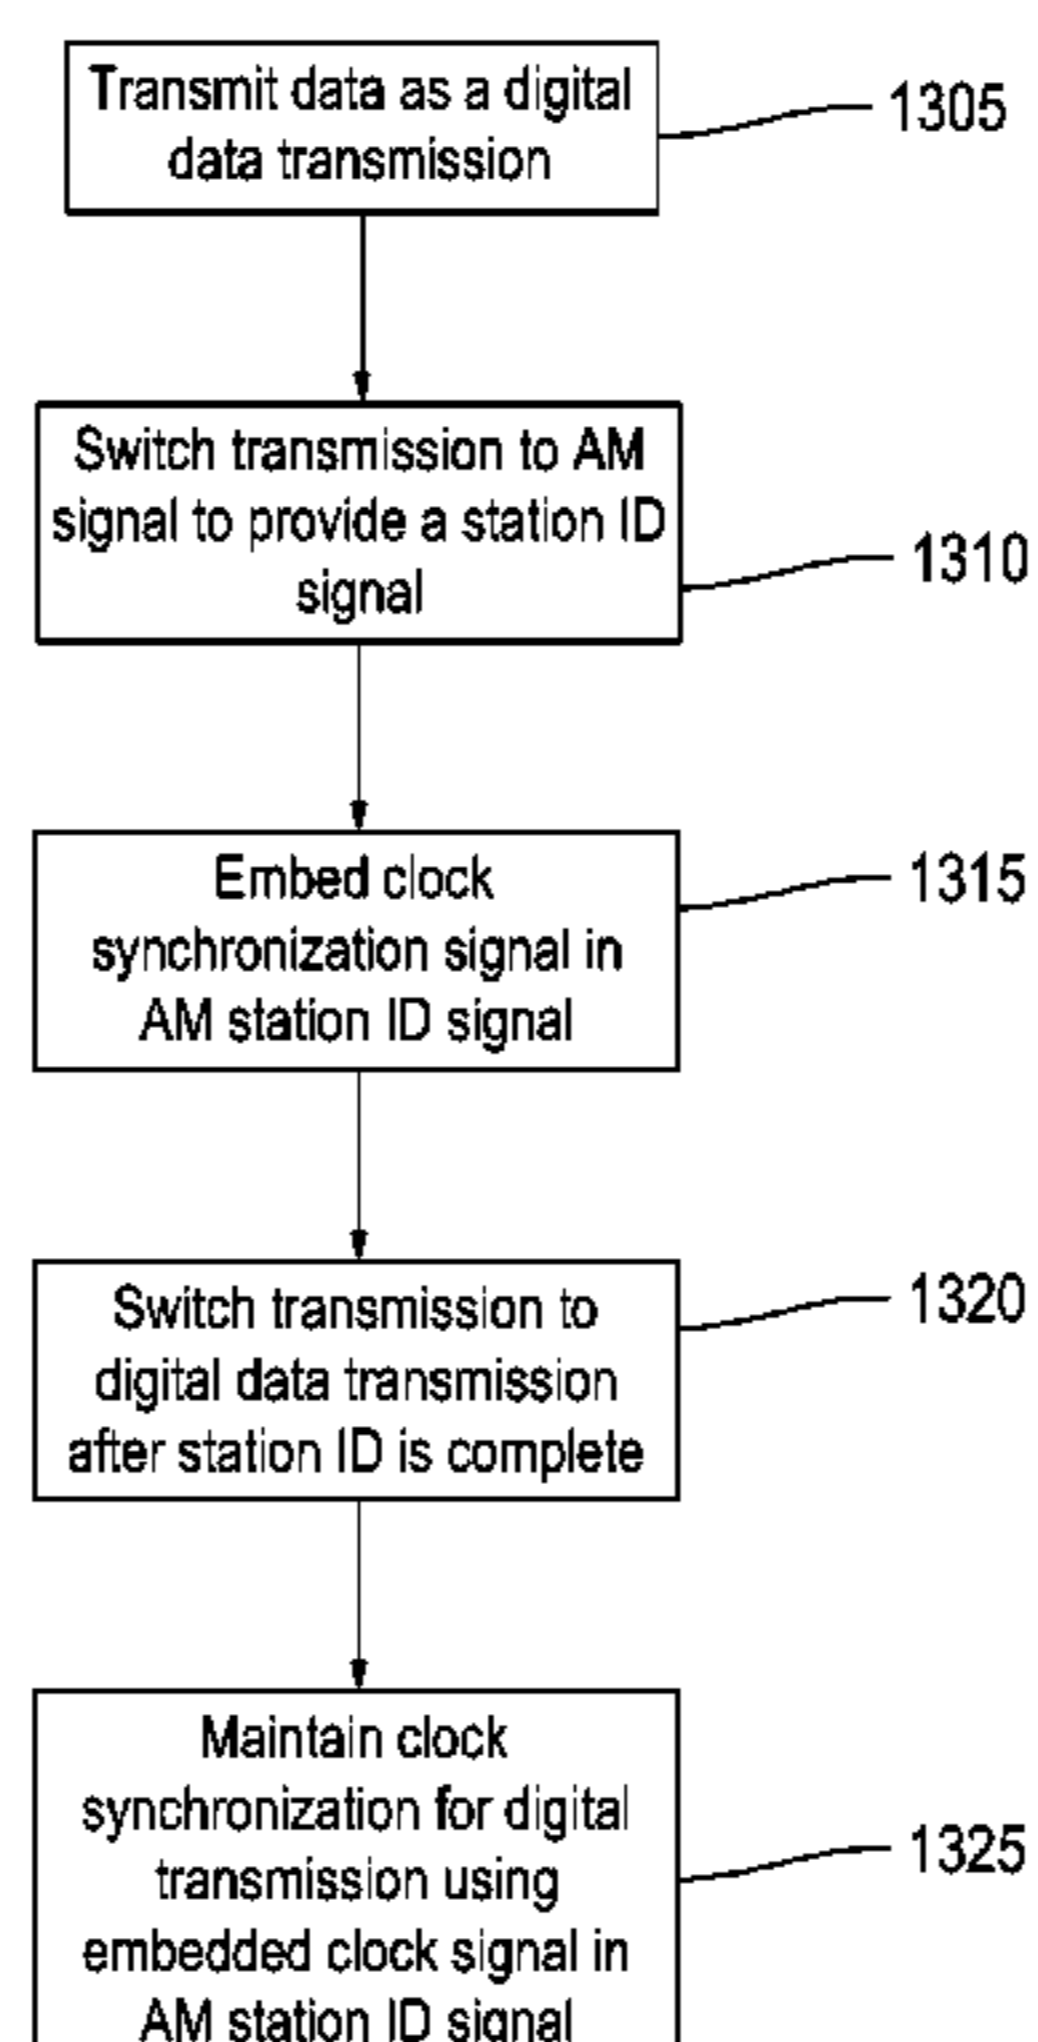 Transmit data as a digital
data transmission
1305
Switch transmission to AM
signal to provide a station ID
signal
1310
Embed clock
synchronization signal in
AM station ID signal
1315
Switch transmission to
digital data transmission
after station ID is complete
1320
Maintain clock
synchronization for digital
transmission using
embedded clock signal in
AM station ID signal
1325